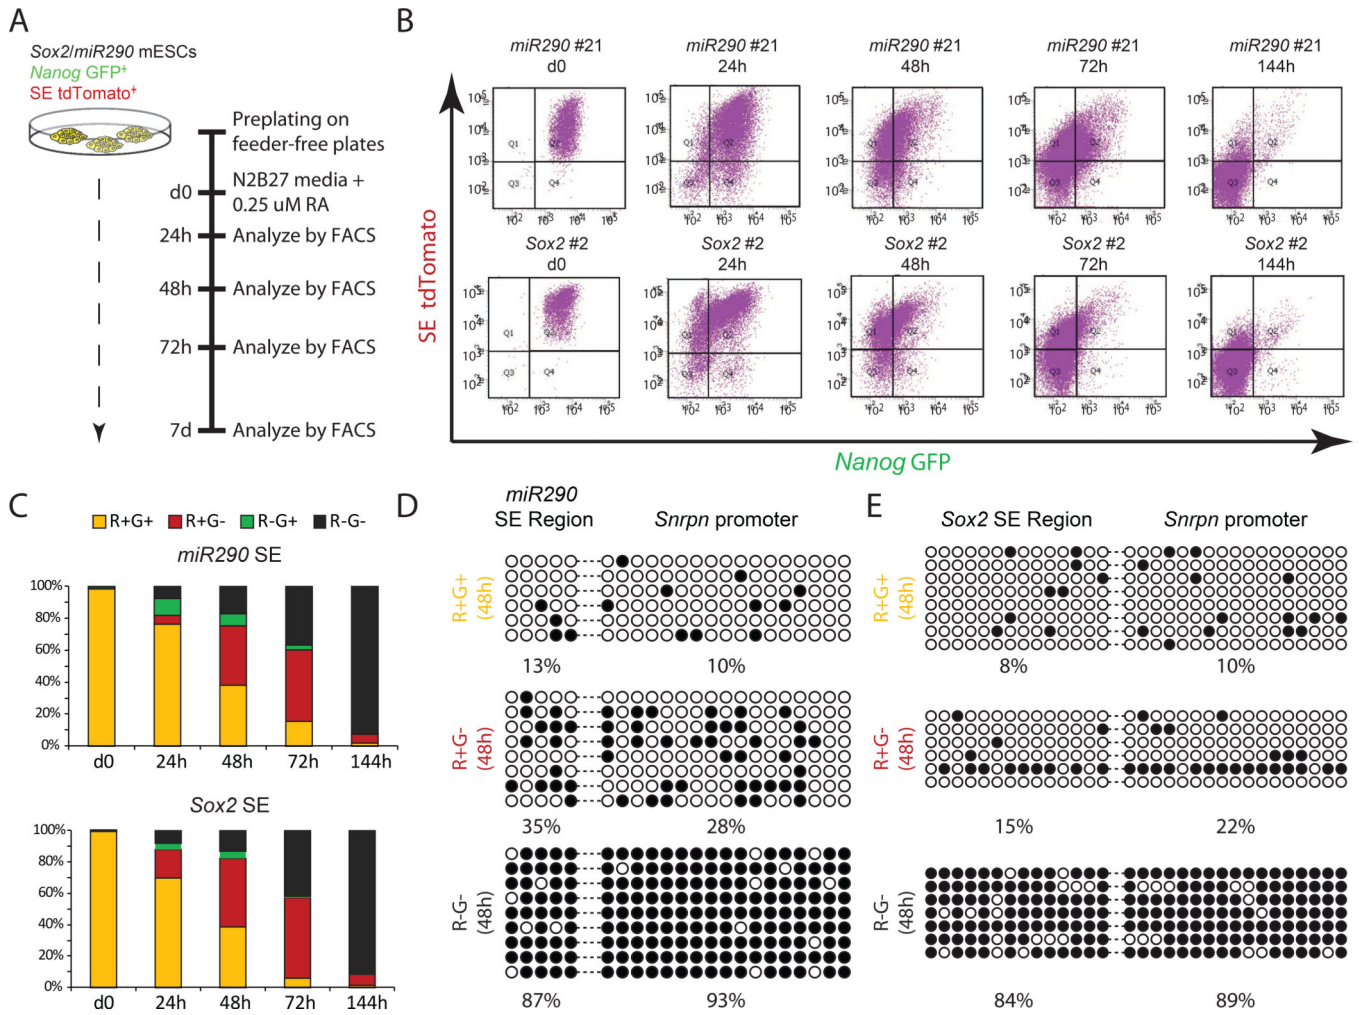 A
Sox2/miR290 mESCs
Nanog GFP+
SE tdTomato+
Preplating on
feeder-free plates
d0
N2B27 media +
0.25 uM RA
24h
Analyze by FACS
48h
Analyze by FACS
72h
Analyze by FACS
7d
Analyze by FACS
B
miR290 #21
d0
miR290 #21
24h
miR290 #21
48h
miR290 #21
72h
miR290 #21
144h
Sox2 #2
d0
Sox2 #2
24h
Sox2 #2
48h
Sox2 #2
72h
Sox2 #2
144h
SE tdTomato
Nanog GFP
C
R+G+ R+G- R-G+ R-G-
miR290 SE
100%
80%
60%
40%
20%
0%
d0 24h 48h 72h 144h
Sox2 SE
100%
80%
60%
40%
20%
0%
d0 24h 48h 72h 144h
D
miR290
SE Region
Snrpn promoter
R+G+
(48h)
13% 10%
R+G-
(48h)
35% 28%
R-G-
(48h)
87% 93%
E
Sox2 SE Region
Snrpn promoter
R+G+
(48h)
8% 10%
R+G-
(48h)
15% 22%
R-G-
(48h)
84% 89%